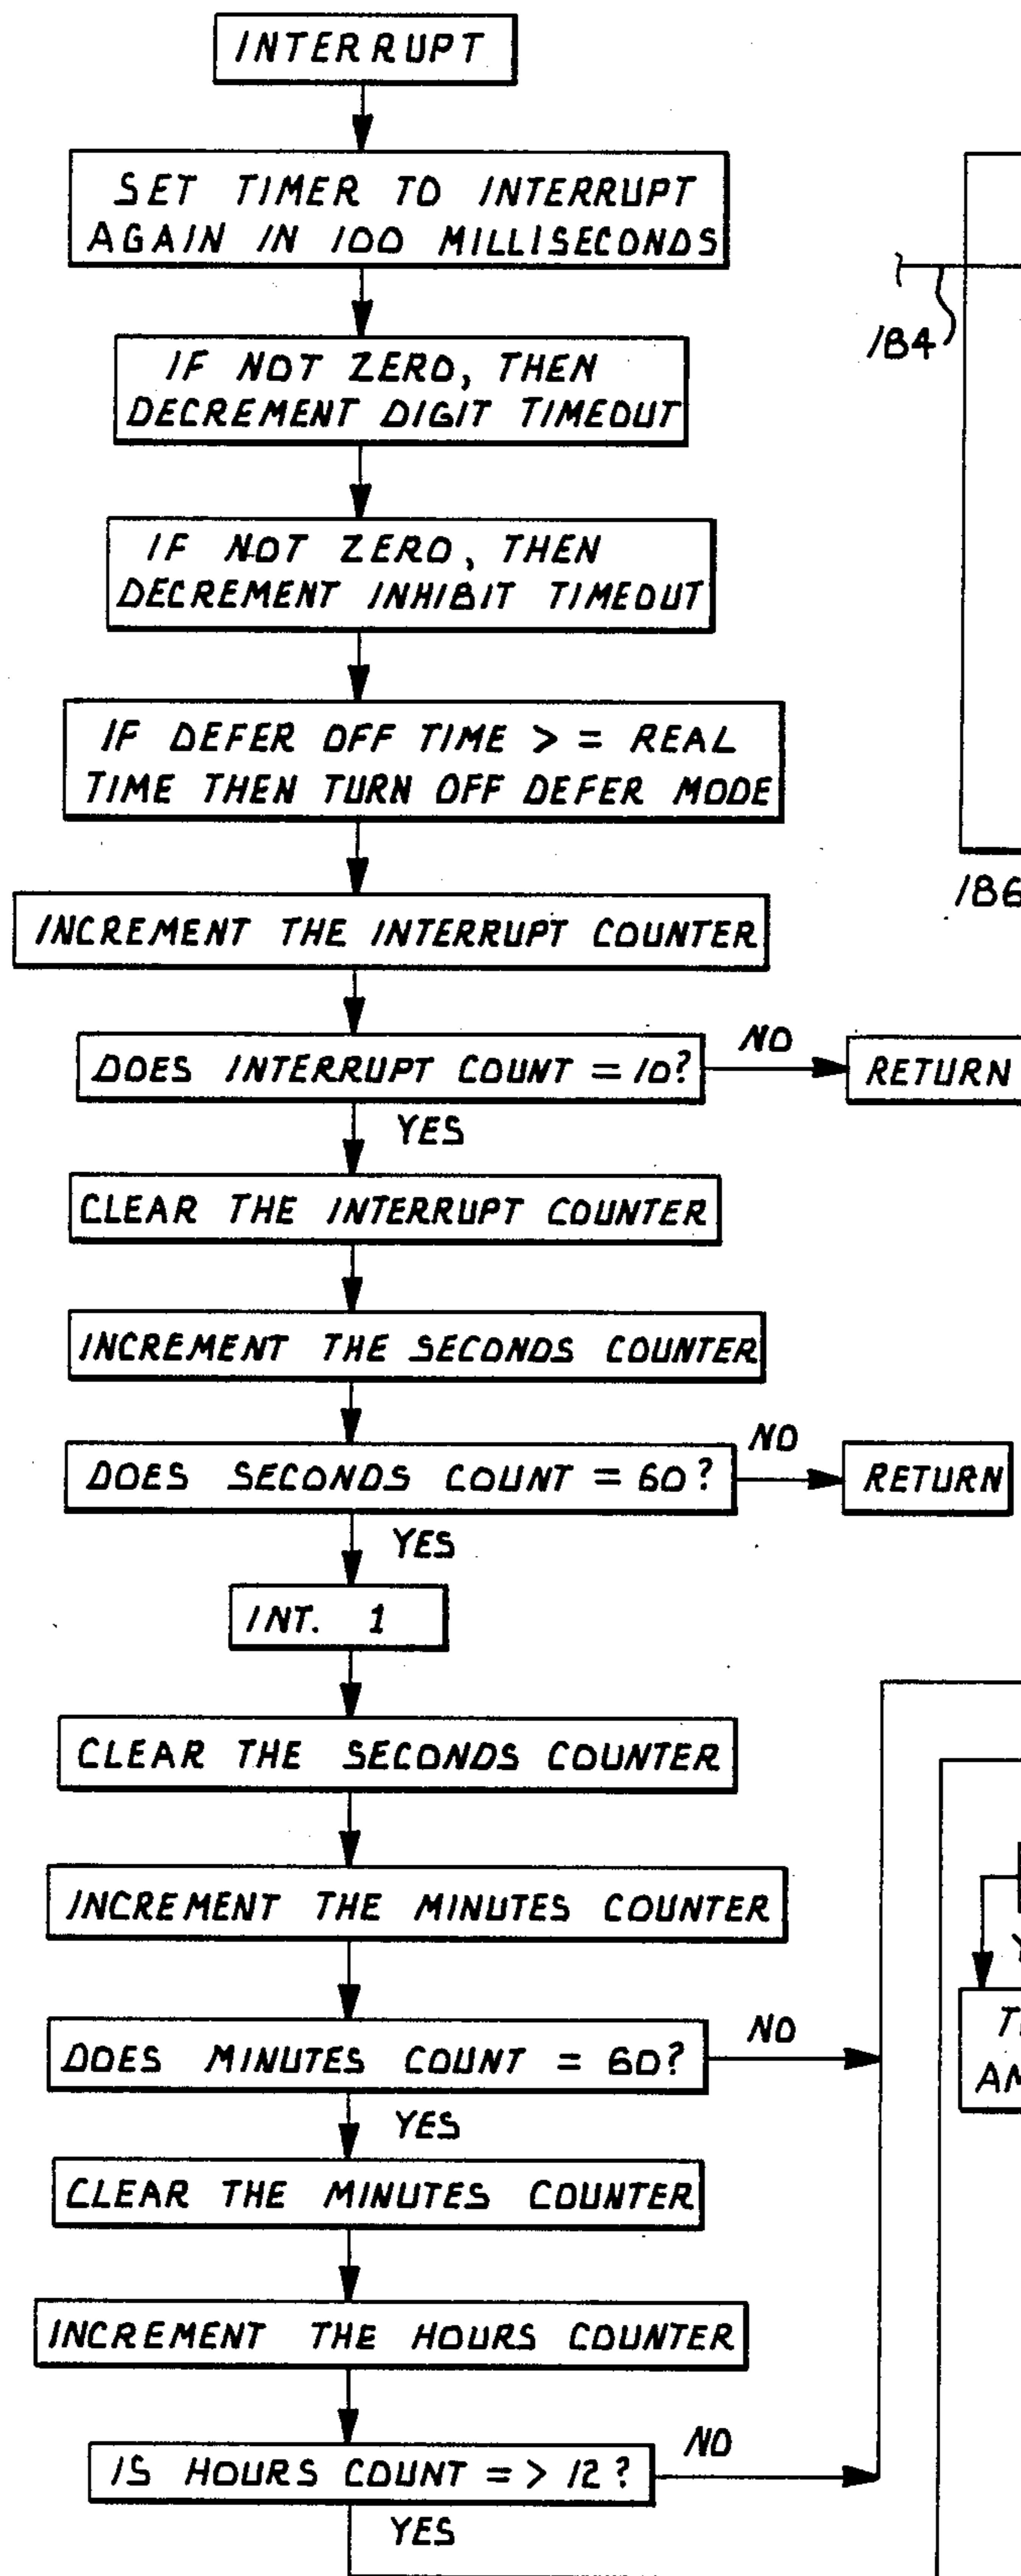 INTERRUPT
SET TIMER TO INTERRUPT
AGAIN IN 100 MILLISECONDS
184
IF NOT ZERO, THEN
DECREMENT DIGIT TIMEOUT
IF NOT ZERO, THEN
DECREMENT INHIBIT TIMEOUT
IF DEFER OFF TIME > = REAL
TIME THEN TURN OFF DEFER MODE
186
INCREMENT THE INTERRUPT COUNTER
DOES INTERRUPT COUNT = 10?
NO
RETURN
YES
CLEAR THE INTERRUPT COUNTER
INCREMENT THE SECONDS COUNTER
DOES SECONDS COUNT = 60?
NO
RETURN
YES
INT. 1
CLEAR THE SECONDS COUNTER
INCREMENT THE MINUTES COUNTER
DOES MINUTES COUNT = 60?
NO
YES
CLEAR THE MINUTES COUNTER
INCREMENT THE HOURS COUNTER
IS HOURS COUNT = > 12?
NO
YES